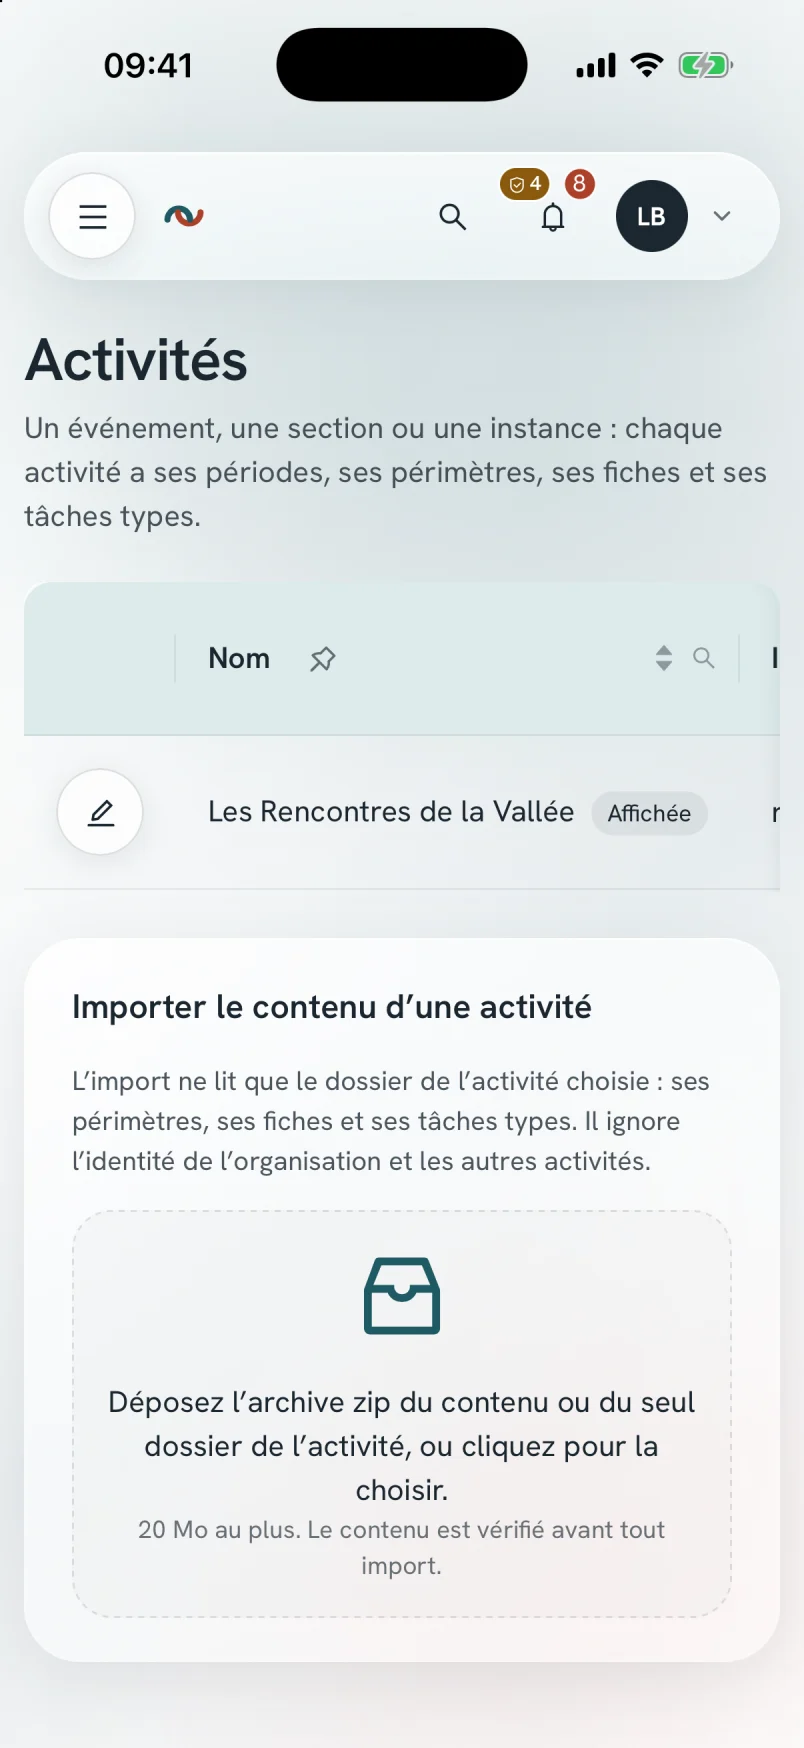 09:41
4
8
LB
Activités
Un événement, une section ou une instance : chaque
activité a ses périodes, ses périmètres, ses fiches et ses
tâches types.
Nom
Les Rencontres de la Vallée Affichée
Importer le contenu d’une activité
L’import ne lit que le dossier de l’activité choisie : ses
périmètres, ses fiches et ses tâches types. Il ignore
l’identité de l’organisation et les autres activités.
Déposez l’archive zip du contenu ou du seul
dossier de l’activité, ou cliquez pour la
choisir.
20 Mo au plus. Le contenu est vérifié avant tout
import.